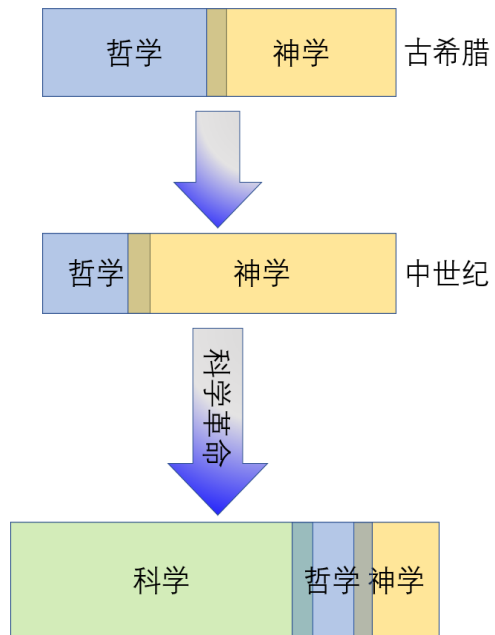 哲学 神学 古希腊
哲学 神学 中世纪
科学革命
科学 哲学 神学